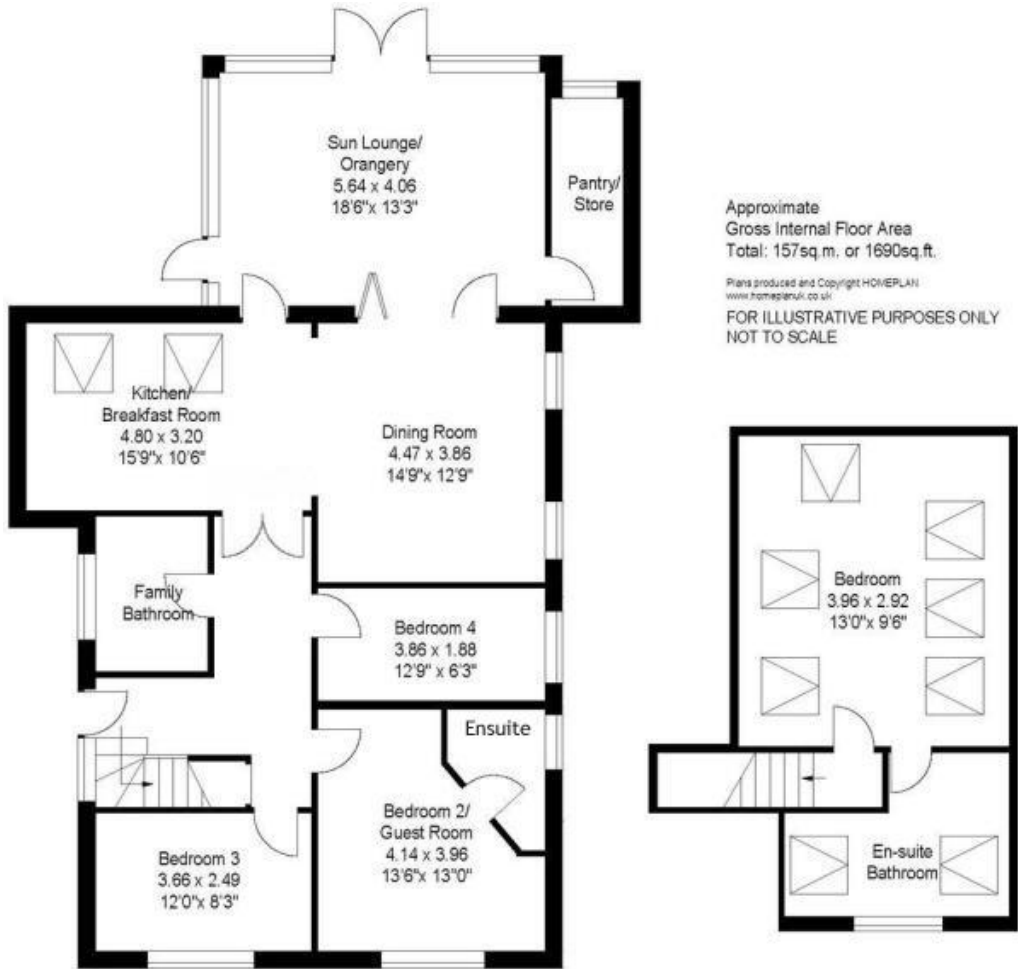 Sun Lounge/
Orangery
5.64 x 4.06
18'6"x 13'3"
Pantry/
Store
Approximate
Gross Internal Floor Area
Total: 157sq.m. or 1690sq.ft.
Plans produced and Copyright HOMEPLAN
www.homeplanuk.co.uk
FOR ILLUSTRATIVE PURPOSES ONLY
NOT TO SCALE
Kitchen/
Breakfast Room
4.80 x 3.20
15'9"x 10'6"
Dining Room
4.47 x 3.86
14'9"x 12'9"
Family
Bathroom
Bedroom 4
3.86 x 1.88
12'9" x 6'3"
Ensuite
Bedroom 2/
Guest Room
4.14 x 3.96
13'6"x 13'0"
Bedroom 3
3.66 x 2.49
12'0"x 8'3"
Bedroom
3.96 x 2.92
13'0"x 9'6"
En-suite
Bathroom